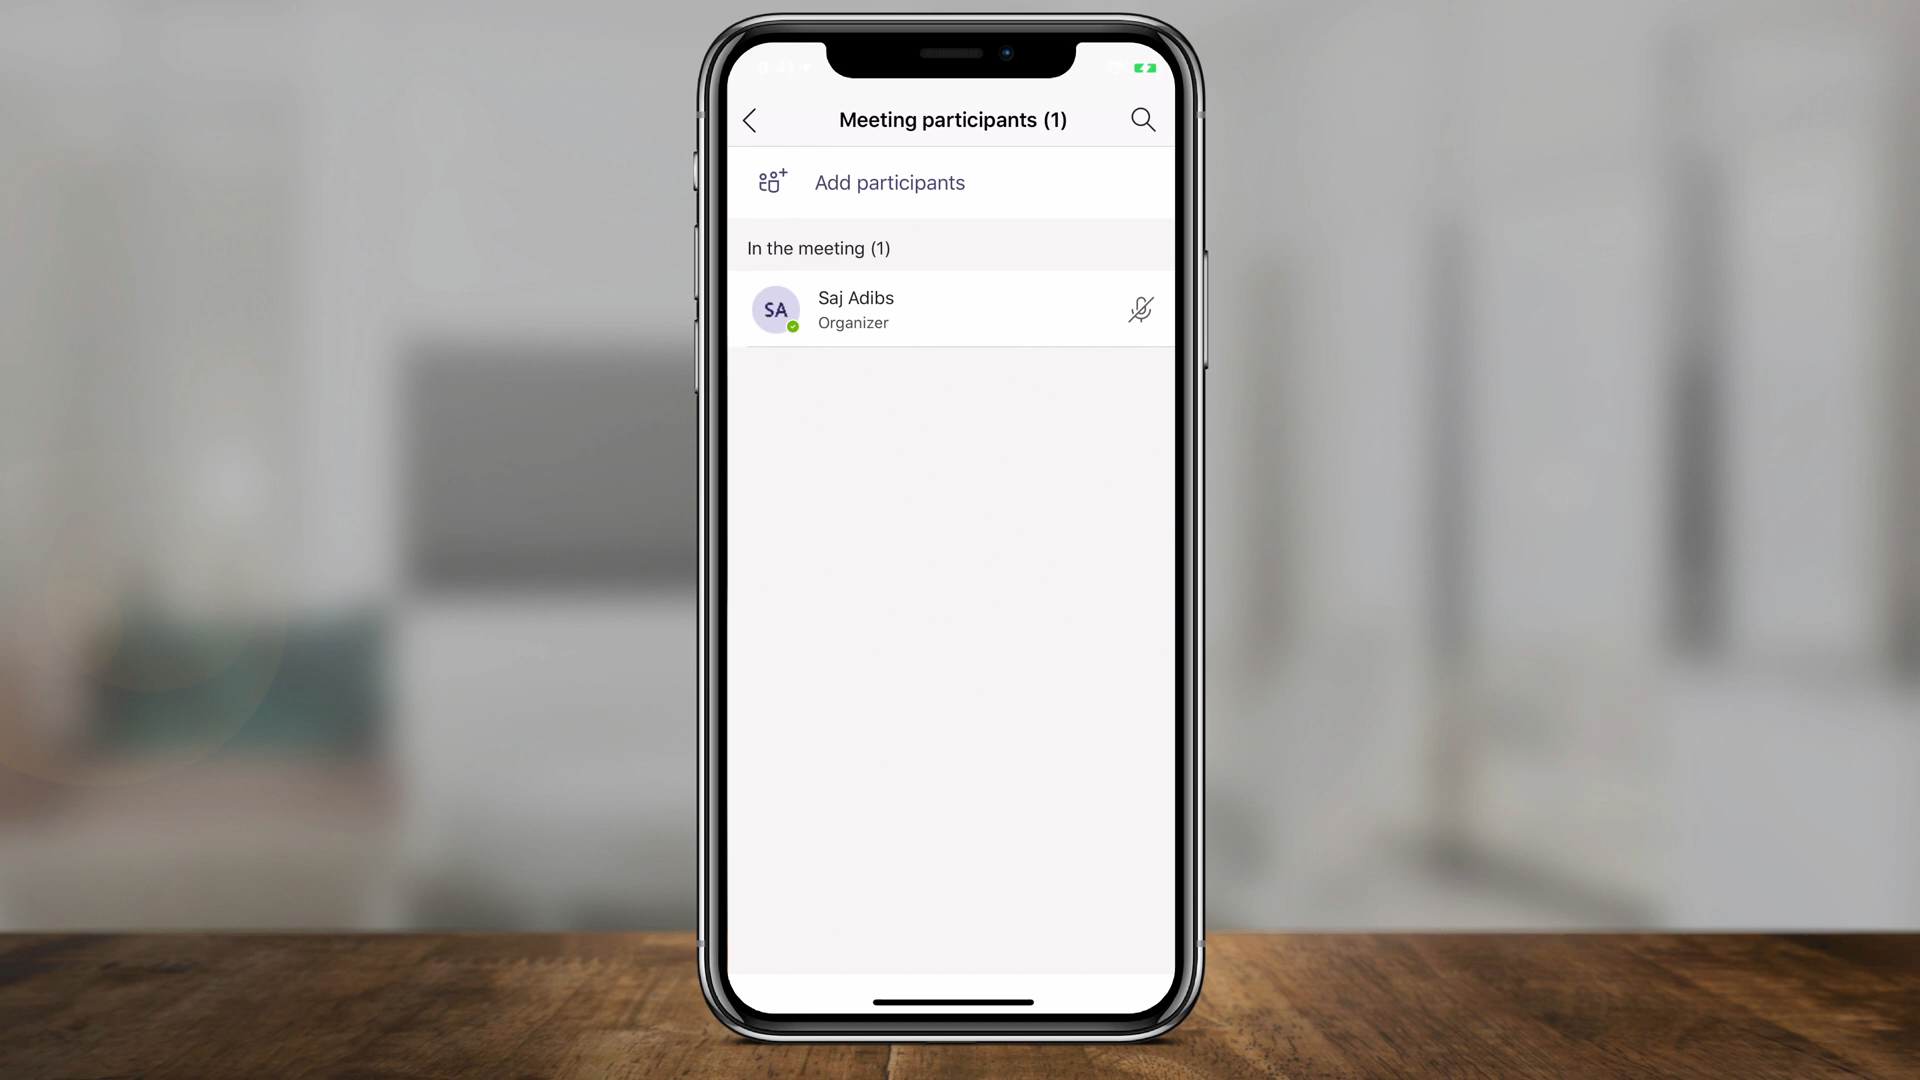 Meeting participants (1)
Add participants
In the meeting (1)
SA
Saj Adibs
Organizer